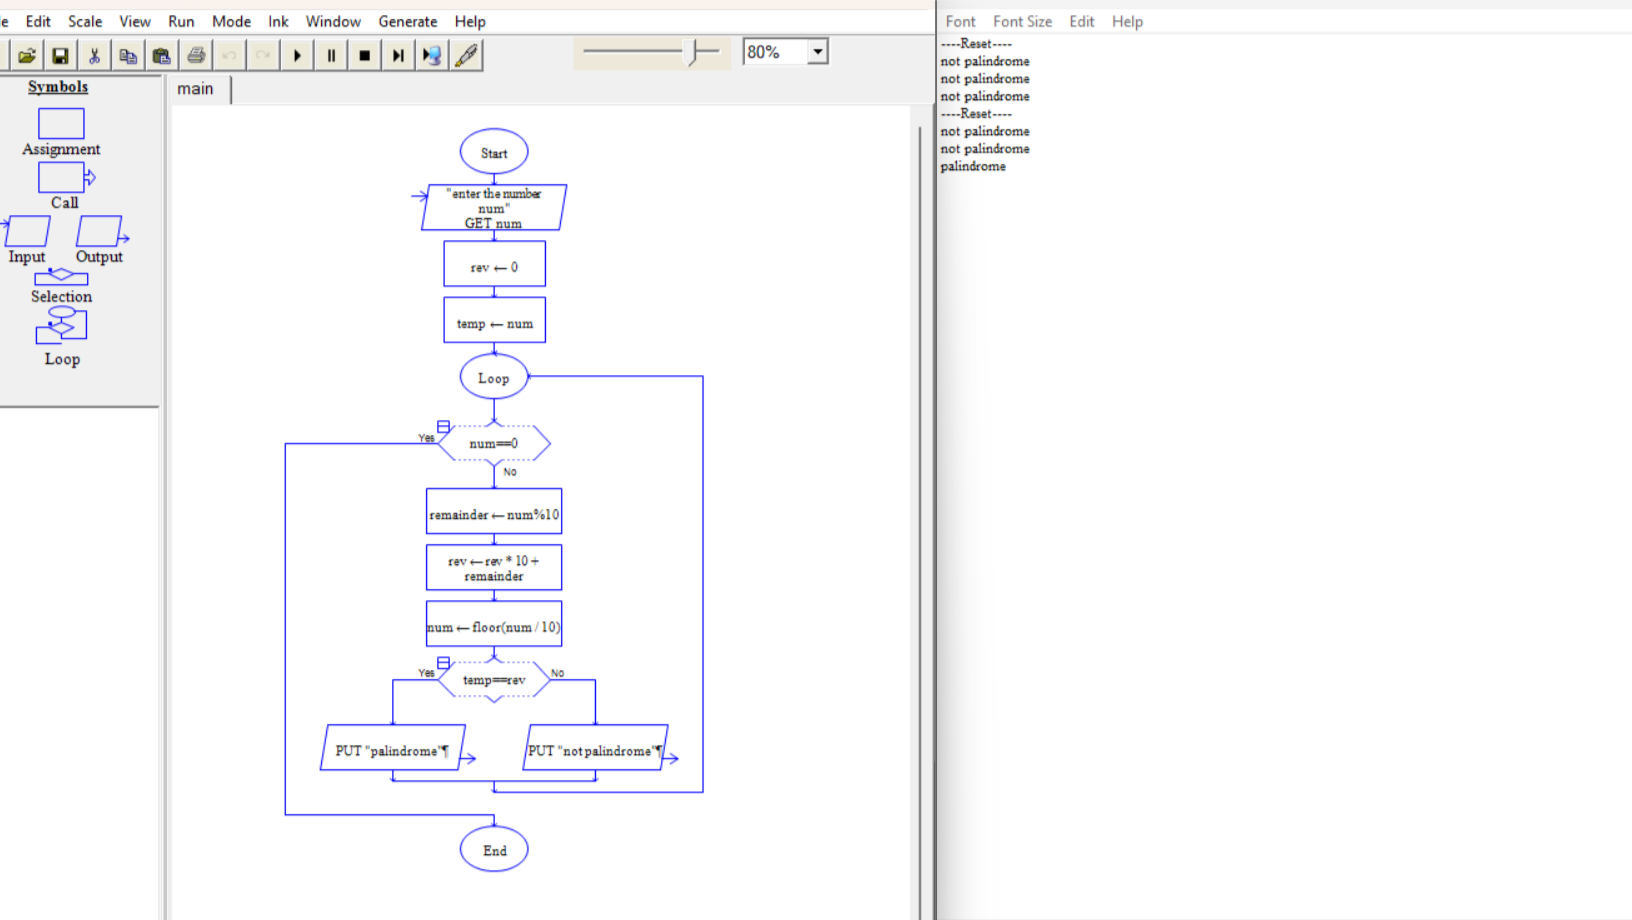 e Edit Scale View Run Mode Ink Window Generate Help
80%
Symbols
Assignment
Call
Input Output
Selection
Loop
main
Start
"enter the number
num"
GET num
rev ← 0
temp ← num
Loop
Yes
num==0
No
remainder ← num%10
rev ← rev * 10 +
remainder
num ← floor(num / 10)
Yes
temp==rev
No
PUT "palindrome"¶
PUT "not palindrome"¶
End
Font Font Size Edit Help
----Reset----
not palindrome
not palindrome
not palindrome
----Reset----
not palindrome
not palindrome
palindrome